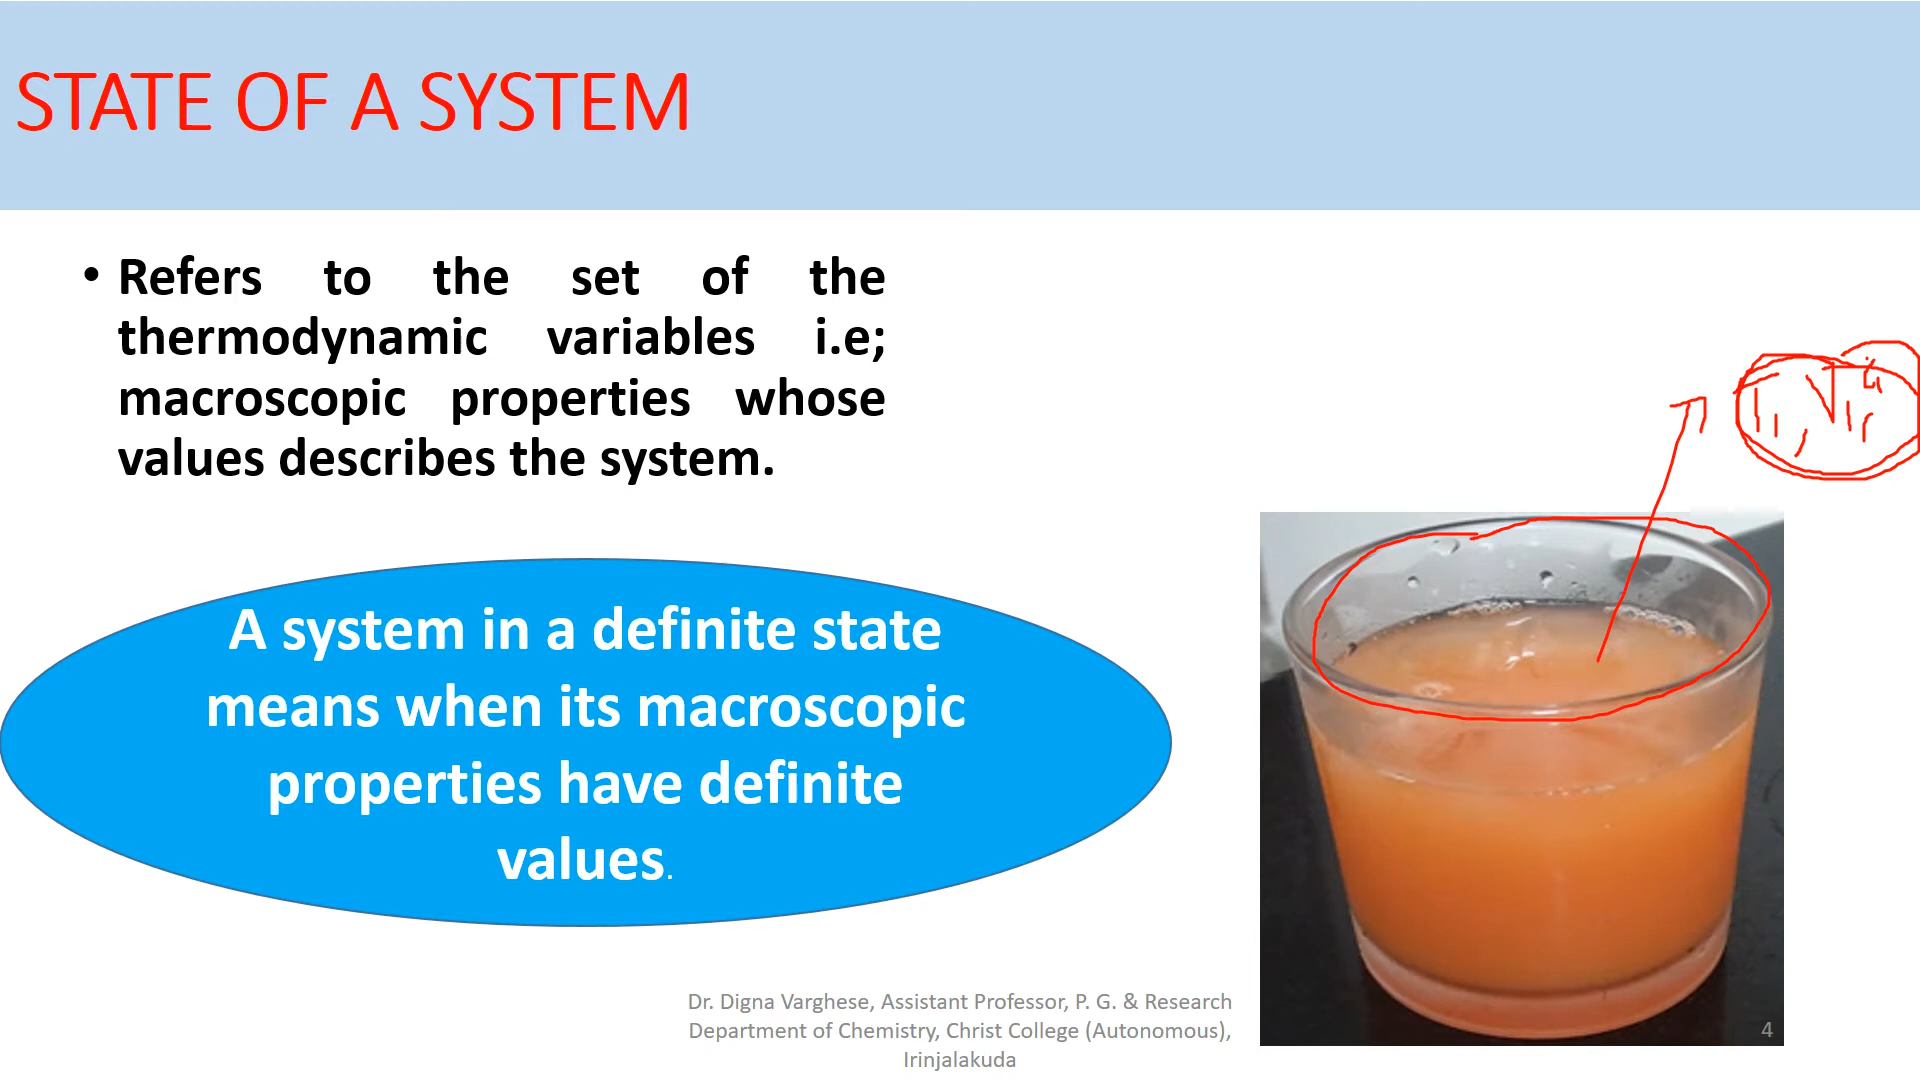 STATE OF A SYSTEM
• Refers to the set of the
thermodynamic variables i.e;
macroscopic properties whose
values describes the system.
A system in a definite state
means when its macroscopic
properties have definite
values.
Dr. Digna Varghese, Assistant Professor, P. G. & Research
Department of Chemistry, Christ College (Autonomous),
Irinjalakuda
4